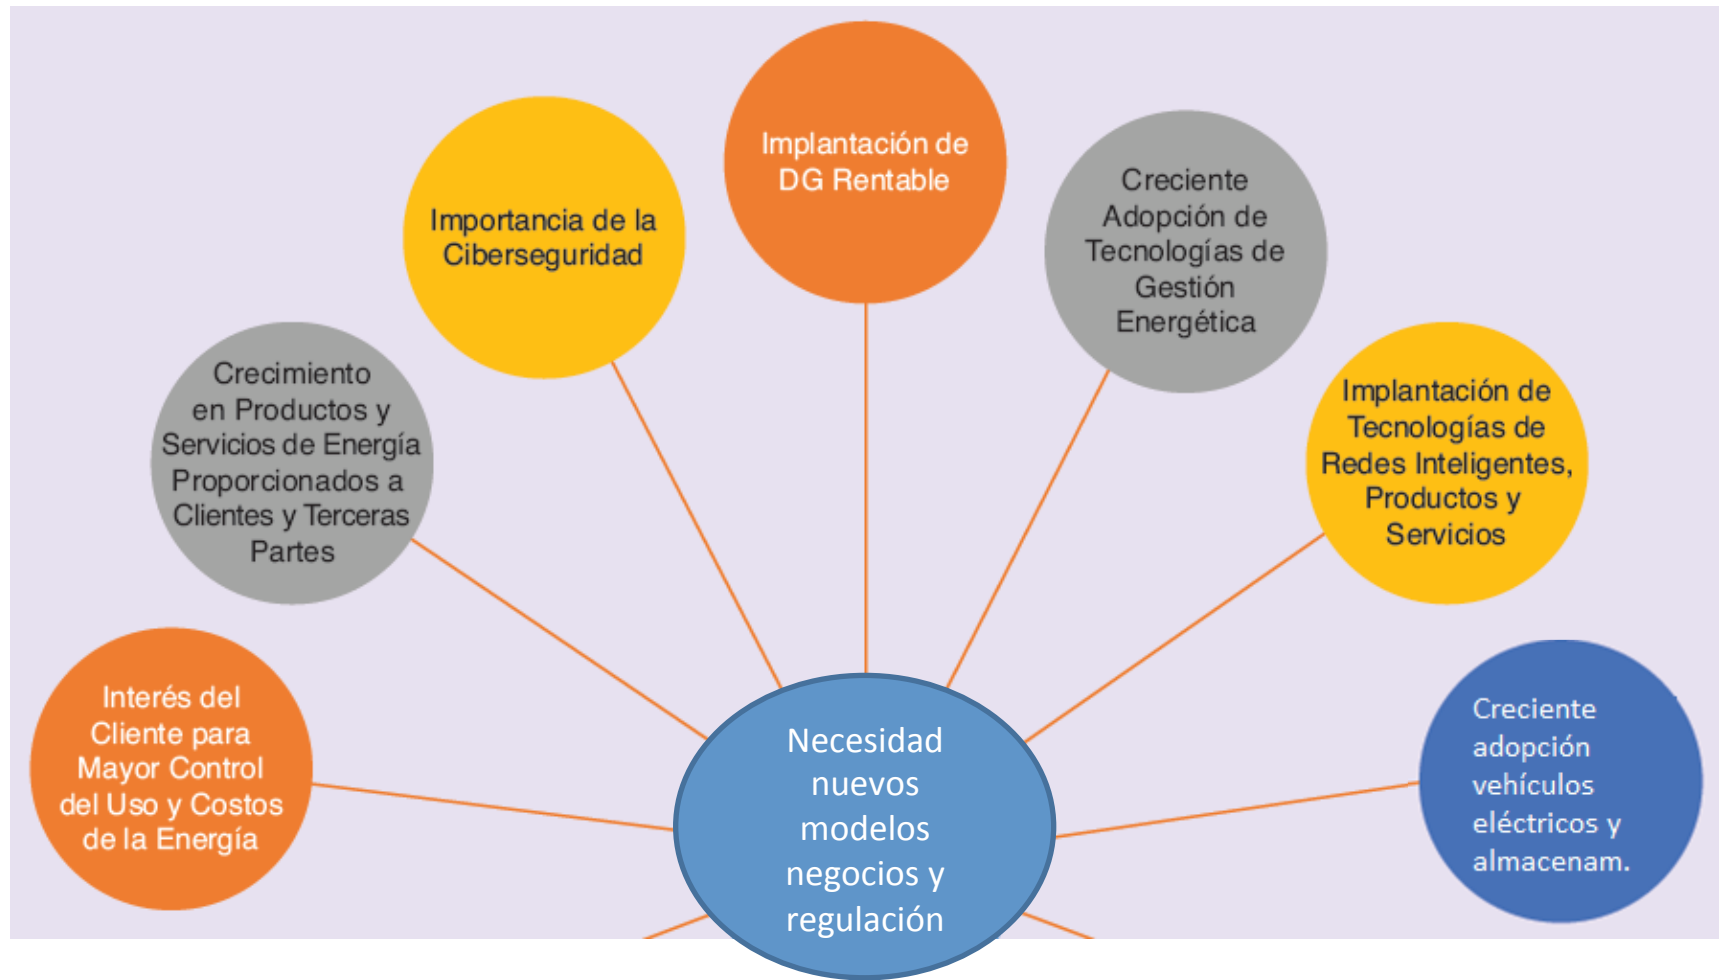 Implantación de
DG Rentable
Importancia de la
Ciberseguridad
Creciente
Adopción de
Tecnologías de
Gestión
Energética
Crecimiento
en Productos y
Servicios de Energía
Proporcionados a
Clientes y Terceras
Partes
Implantación de
Tecnologías de
Redes Inteligentes,
Productos y
Servicios
Interés del
Cliente para
Mayor Control
del Uso y Costos
de la Energía
Necesidad
nuevos
modelos
negocios y
regulación
Creciente
adopción
vehículos
eléctricos y
almacenam.